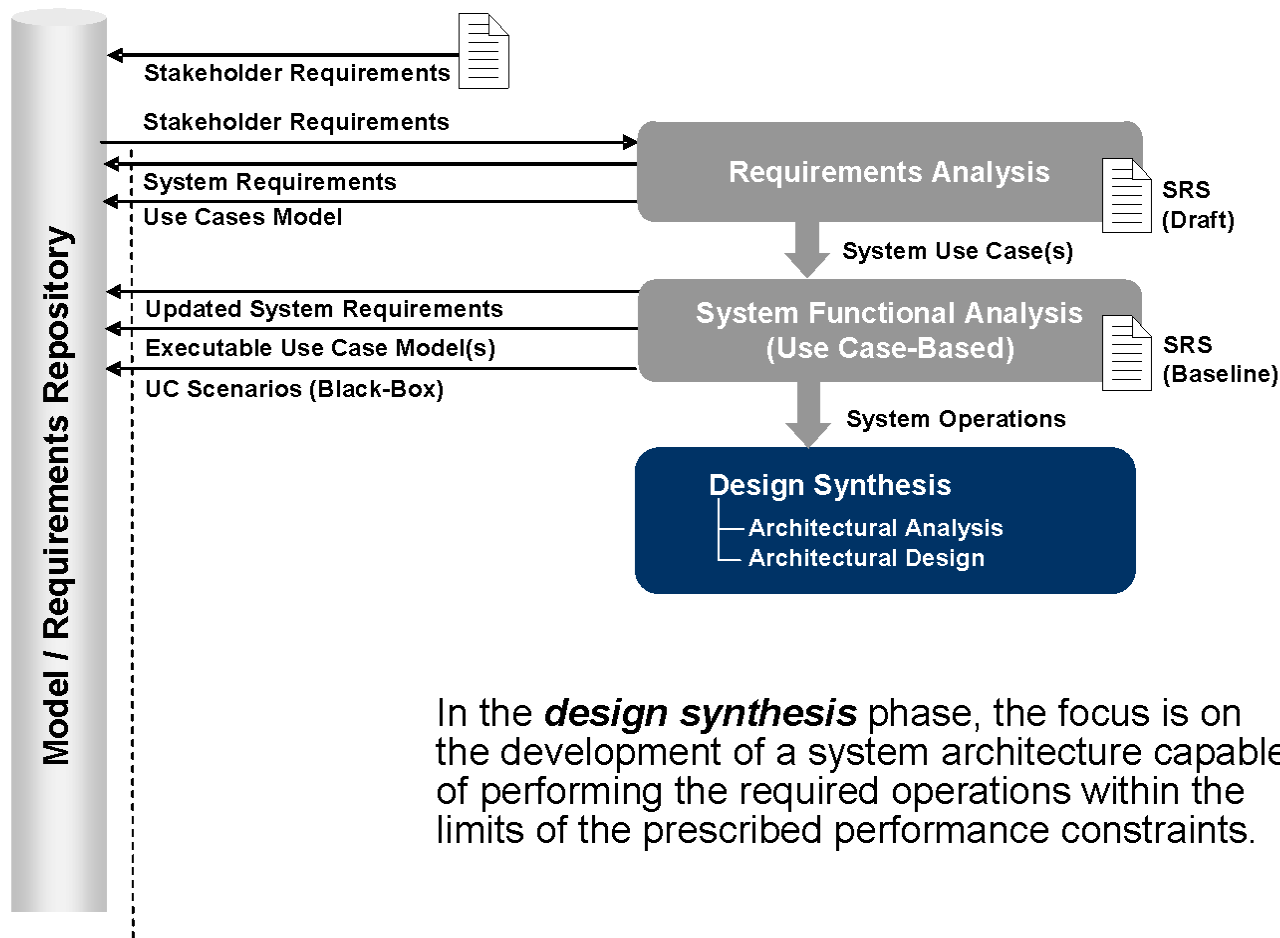 Stakeholder Requirements
Stakeholder Requirements
Requirements Analysis
System Requirements
SRS
(Draft)
Use Cases Model
System Use Case(s)
Model / Requirements Repository
Updated System Requirements
System Functional Analysis
(Use Case-Based)
Executable Use Case Model(s)
SRS
(Baseline)
UC Scenarios (Black-Box)
System Operations
Design Synthesis
Architectural Analysis
Architectural Design
In the design synthesis phase, the focus is on
the development of a system architecture capable
of performing the required operations within the
limits of the prescribed performance constraints.